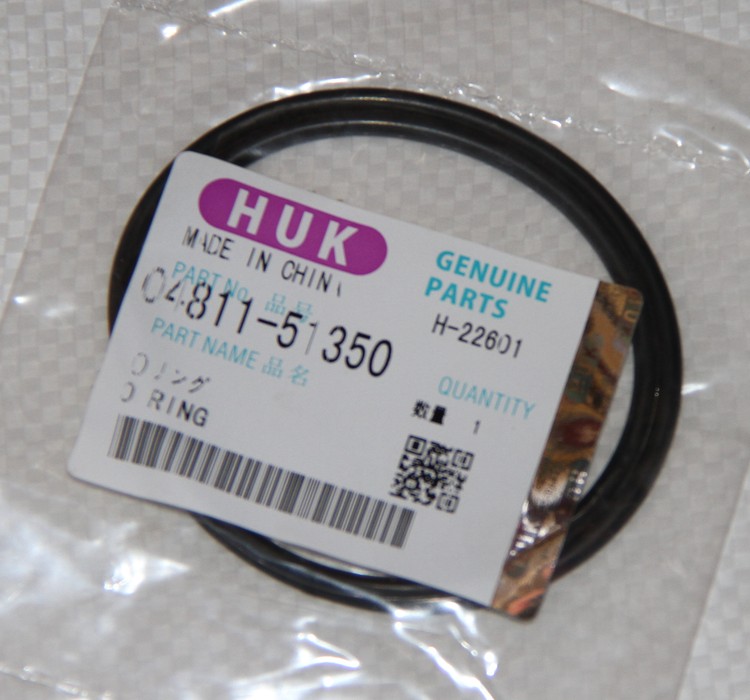 HUK
MADE IN CHINA
GENUINE
PARTS
PART No. 品号
04811-51350
H-22601
PART NAME 品名
Oリング
O RING
QUANTITY
数量 1